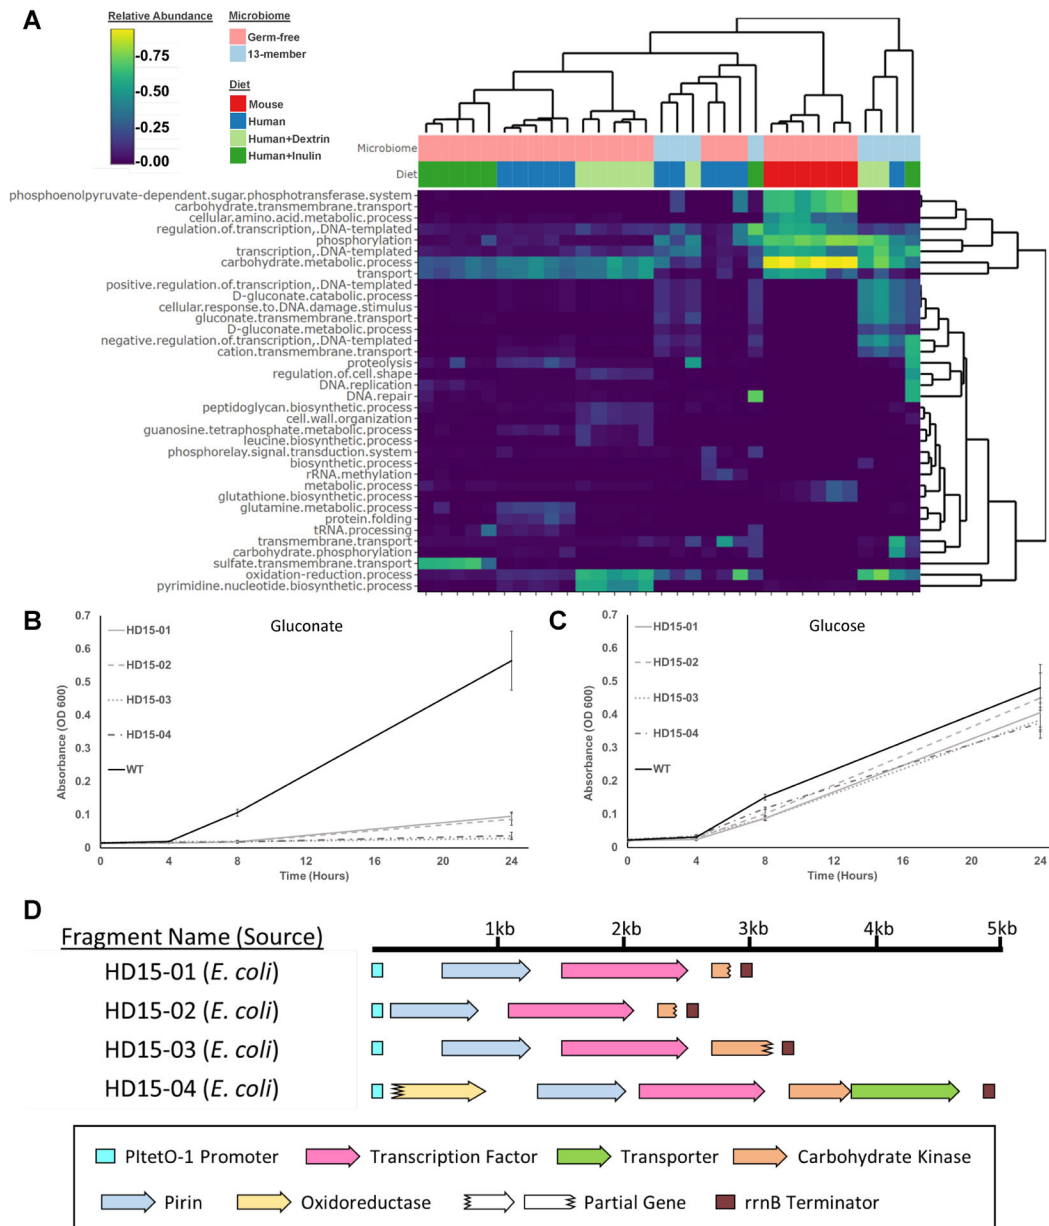 A
Relative Abundance
0.75
0.50
0.25
0.00
Microbiome
Germ-free
13-member
Diet
Mouse
Human
Human+Dextrin
Human+Inulin
Microbiome
Diet
phosphoenolpyruvate-dependent.sugar.phosphotransferase.system
carbohydrate.transmembrane.transport
cellular.amino.acid.metabolic.process
regulation.of.transcription,.DNA-templated
phosphorylation
transcription,.DNA-templated
carbohydrate.metabolic.process
transport
positive.regulation.of.transcription,.DNA-templated
D-gluconate.catabolic.process
cellular.response.to.DNA.damage.stimulus
gluconate.transmembrane.transport
D-gluconate.metabolic.process
negative.regulation.of.transcription,.DNA-templated
cation.transmembrane.transport
proteolysis
regulation.of.cell.shape
DNA.replication
DNA.repair
peptidoglycan.biosynthetic.process
cell.wall.organization
guanosine.tetraphosphate.metabolic.process
leucine.biosynthetic.process
phosphorelay.signal.transduction.system
biosynthetic.process
rRNA.methylation
metabolic.process
glutathione.biosynthetic.process
glutamine.metabolic.process
protein.folding
tRNA.processing
transmembrane.transport
carbohydrate.phosphorylation
sulfate.transmembrane.transport
oxidation-reduction.process
pyrimidine.nucleotide.biosynthetic.process
B
Gluconate
Absorbance (OD 600)
0.7
0.6
0.5
0.4
0.3
0.2
0.1
0
HD15-01
HD15-02
HD15-03
HD15-04
WT
0 4 8 12 16 20 24
Time (Hours)
C
Glucose
Absorbance (OD 600)
0.7
0.6
0.5
0.4
0.3
0.2
0.1
0
HD15-01
HD15-02
HD15-03
HD15-04
WT
0 4 8 12 16 20 24
Time (Hours)
D
Fragment Name (Source)
1kb 2kb 3kb 4kb 5kb
HD15-01 (E. coli)
HD15-02 (E. coli)
HD15-03 (E. coli)
HD15-04 (E. coli)
PltetO-1 Promoter
Transcription Factor
Transporter
Carbohydrate Kinase
Pirin
Oxidoreductase
Partial Gene
rrnB Terminator